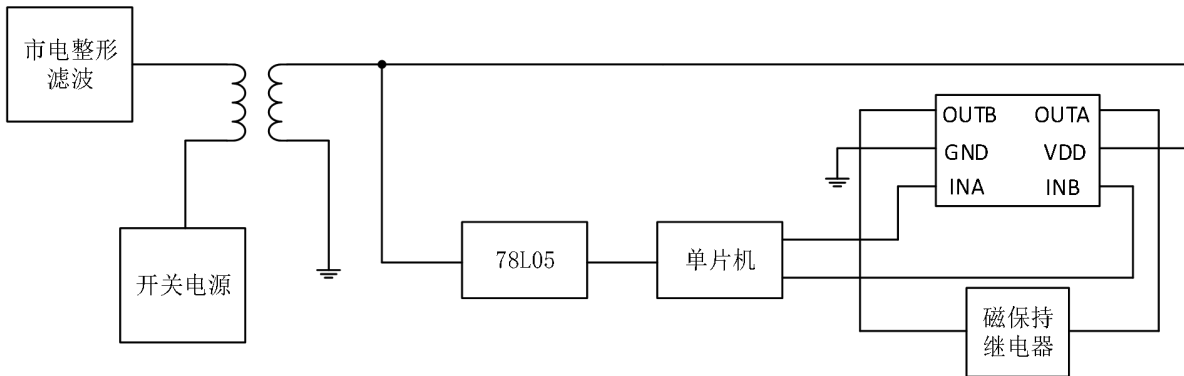 市电整形
滤波
开关电源
78L05
单片机
OUTB OUTA
GND VDD
INA INB
磁保持
继电器